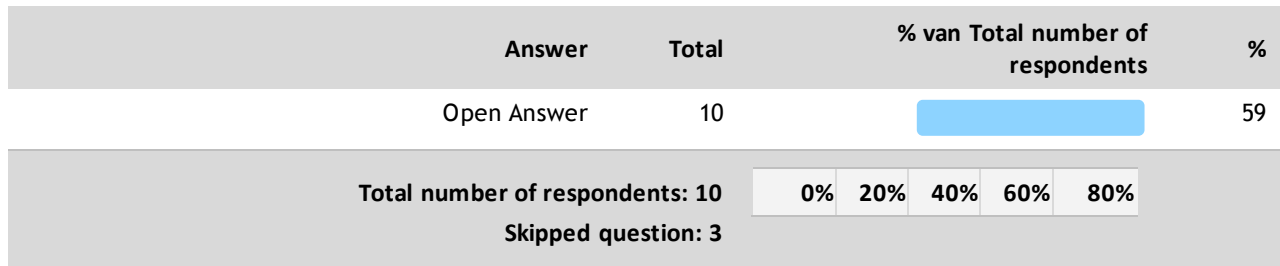 Answer Total % van Total number of respondents %
Open Answer 10 59
Total number of respondents: 10 0% 20% 40% 60% 80%
Skipped question: 3